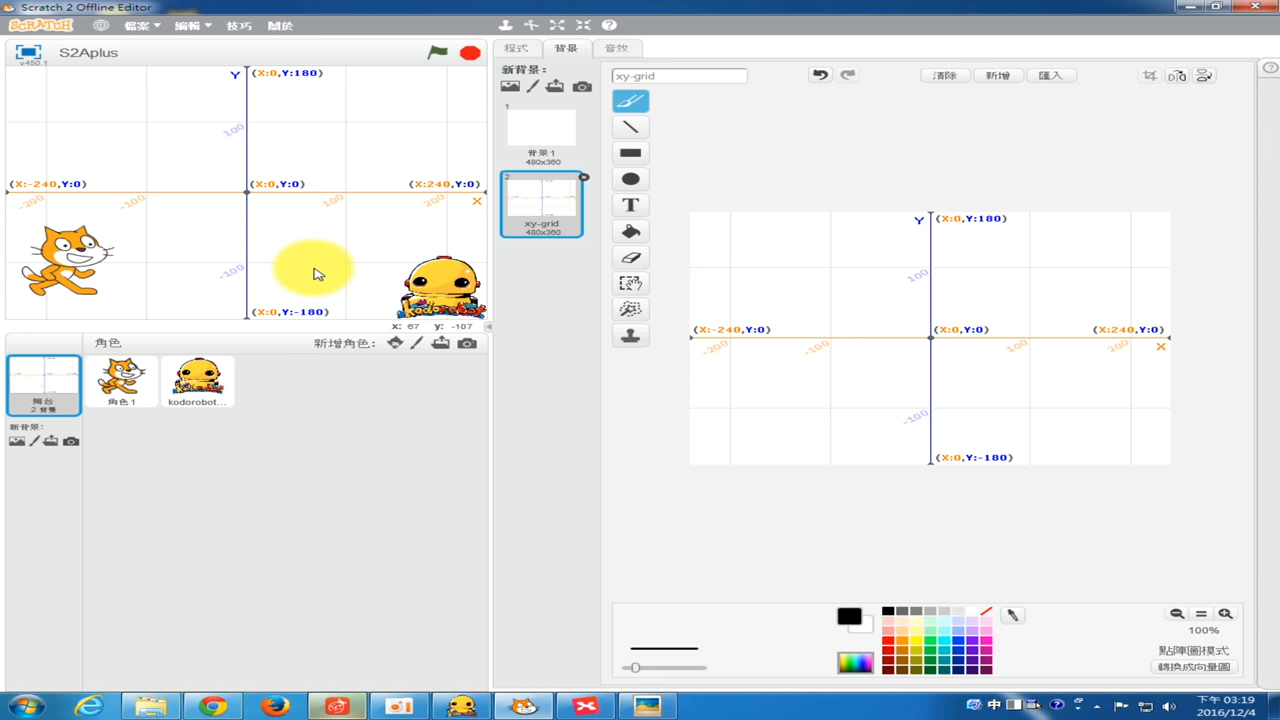 Scratch 2 Offline Editor
SCRATCH
檔案 編輯 技巧 關於
S2Aplus
v450.1
Y
(X:0,Y:180)
100
(X:-240,Y:0)
(X:0,Y:0)
(X:240,Y:0)
-200
-100
100
200
X
-100
(X:0,Y:-180)
kodorobot
x: 67 y: -107
角色
新增角色:
舞台
2 背景
角色1
kodorobot...
新背景:
程式 背景 音效
新背景:
1
背景1
480x360
2
xy-grid
480x360
xy-grid
清除 新增 匯入
T
Y
(X:0,Y:180)
100
(X:-240,Y:0)
(X:0,Y:0)
(X:240,Y:0)
-200
-100
100
200
X
-100
(X:0,Y:-180)
100%
點陣圖模式
轉換成向量圖
中
下午 03:19
2016/12/4